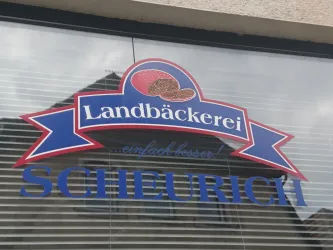 Landbäckerei
einfach besser!
SCHEURICH